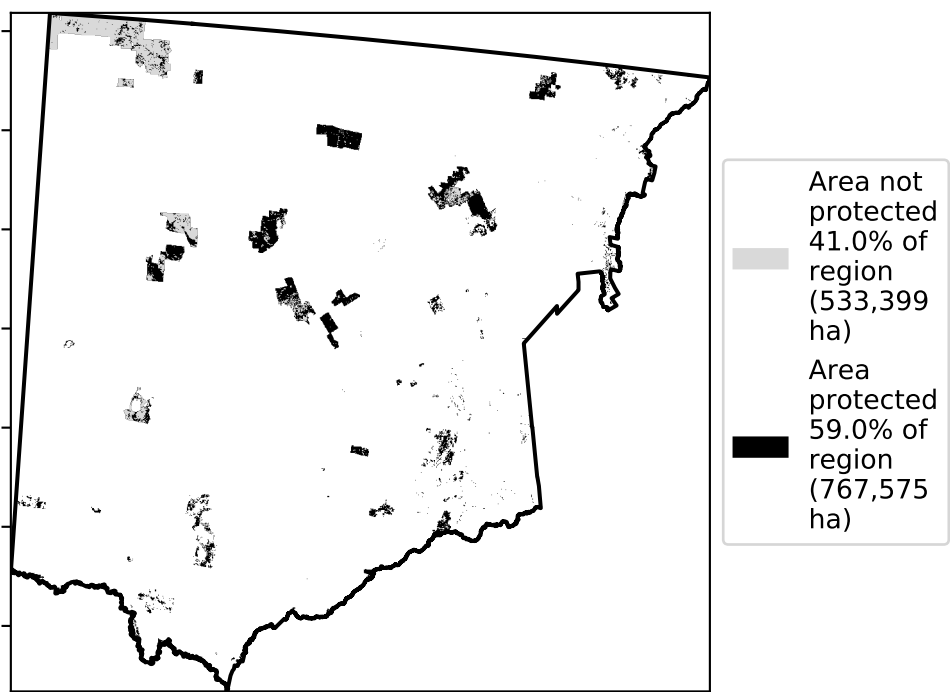 Area not
protected
41.0% of
region
(533,399
ha)
Area
protected
59.0% of
region
(767,575
ha)